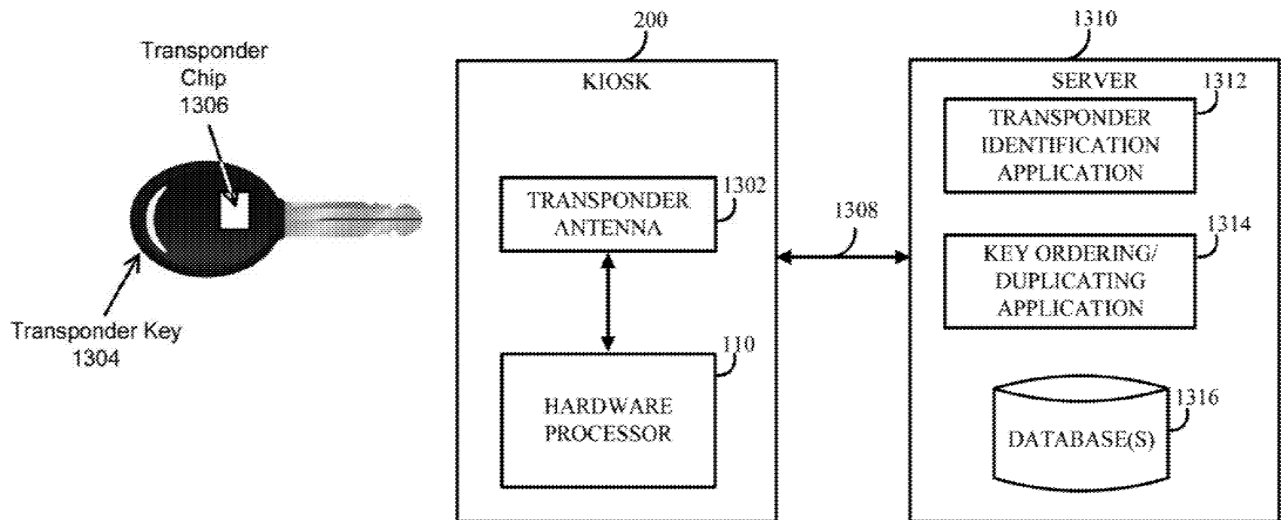 Transponder
Chip
1306
Transponder Key
1304
200
KIOSK
1302
TRANSPONDER
ANTENNA
110
HARDWARE
PROCESSOR
1308
1310
SERVER
1312
TRANSPONDER
IDENTIFICATION
APPLICATION
1314
KEY ORDERING/
DUPLICATING
APPLICATION
1316
DATABASE(S)